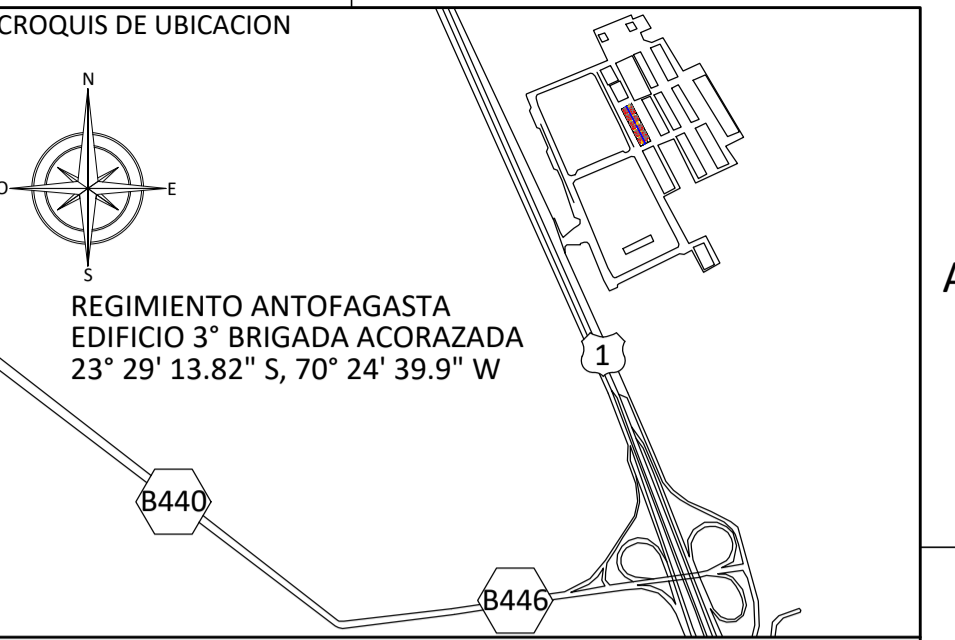 CROQUIS DE UBICACION
N
O
E
S
REGIMIENTO ANTOFAGASTA
EDIFICIO 3° BRIGADA ACORAZADA
23° 29' 13.82" S, 70° 24' 39.9" W
1
B440
B446